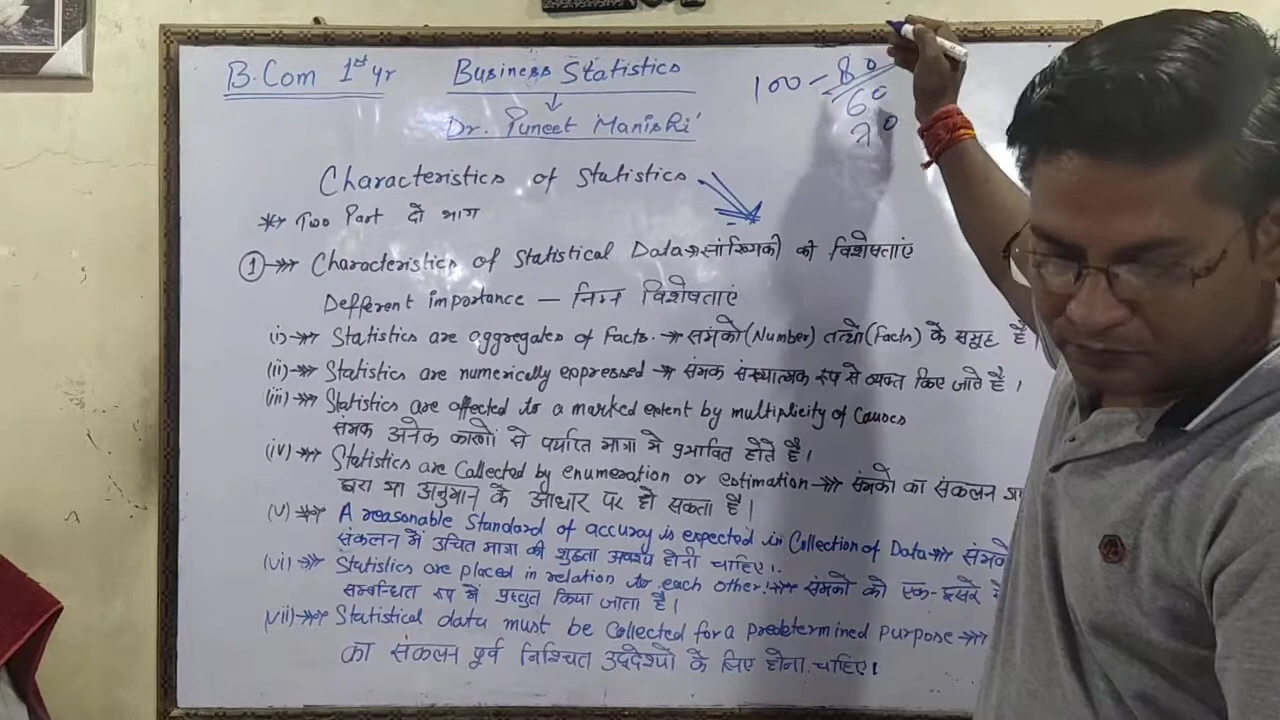 B.Com 1st yr
Business Statistics
Dr. Puneet Manishi
100 - 80
60
70
Characteristics of Statistics
Two Part दो भाग
① Characteristics of Statistical Data सांख्यिकी की विशेषताएं
Defferent importance — निम्न विशेषताएं
(i) Statistics are aggregates of Facts. → समंको (Number) तथ्यो (Facts) के समूह है
(ii) Statistics are numerically expressed → समंक संख्यात्मक रूप से व्यक्त किए जाते है ।
(iii) Statistics are affected to a marked extent by multiplicity of Causes
समंक अनेक कारणों से पर्याप्त मात्रा मे प्रभावित होते है ।
(iv) Statistics are Collected by enumeration or estimation → समंको का संकलन
द्वारा या अनुमान के आधार पर हो सकता है ।
(v) A reasonable Standard of accuracy is expected in Collection of Data →
संकलन में उचित मात्रा की शुद्धता अवश्य होनी चाहिए ।
(vi) Statistics are placed in relation to each other! → समंको को एक-दूसरे
सम्बन्धित रूप में प्रस्तुत किया जाता है ।
(vii) Statistical data must be Collected for a predetermined purpose →
का संकलन पूर्व निश्चित उद्देश्यो के लिए होना चाहिए ।